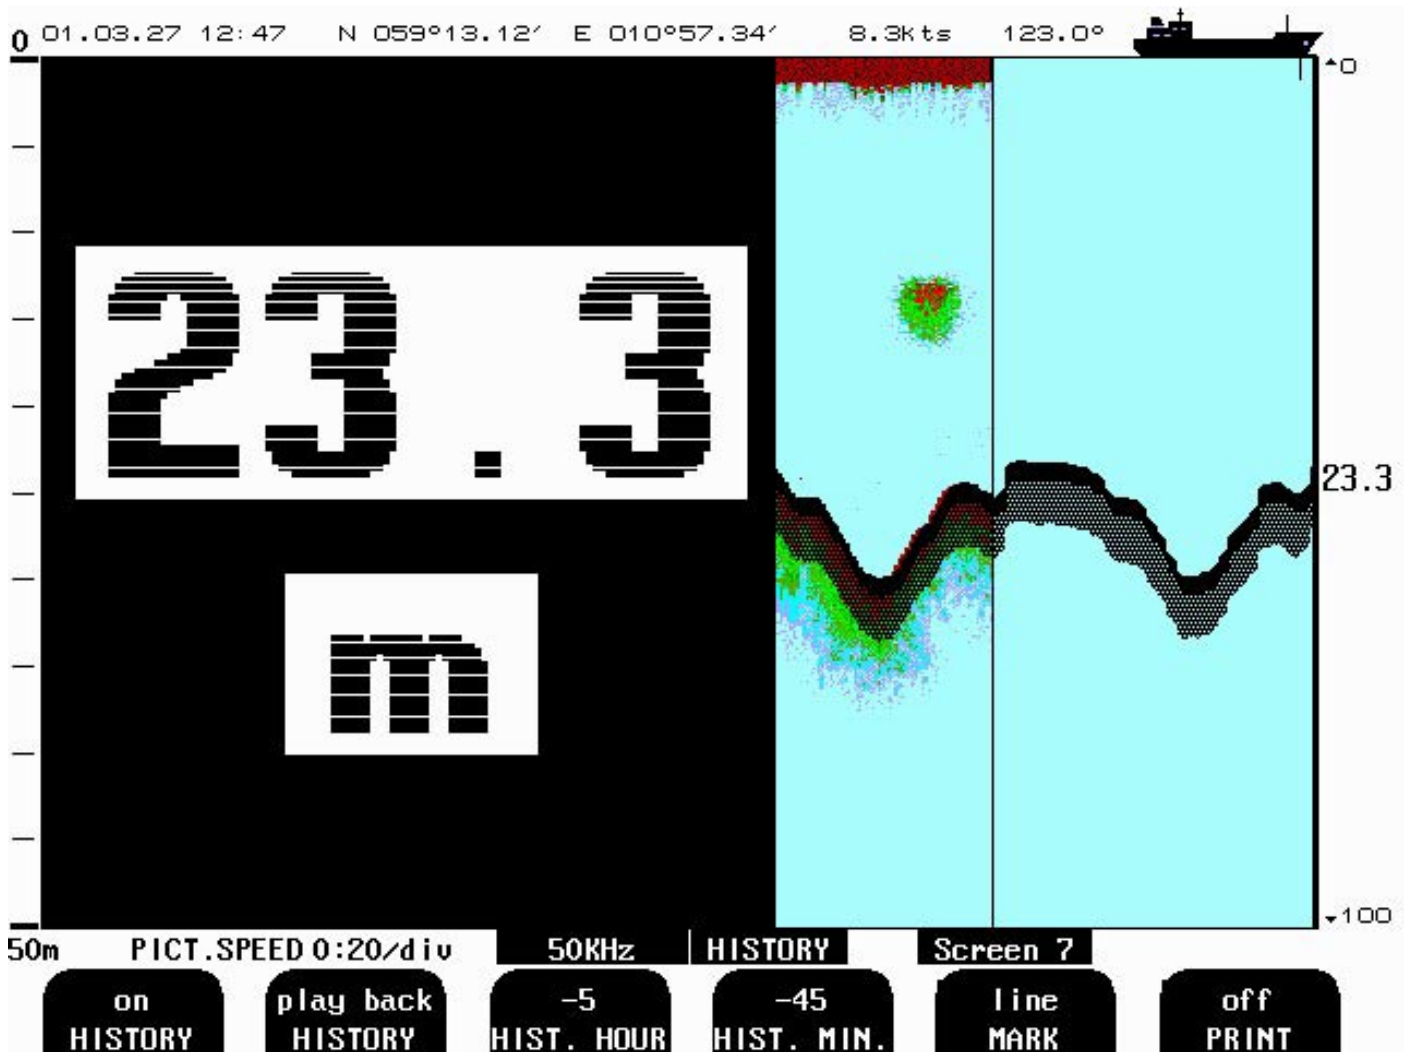 01.03.27 12:47 N 059°13.12′ E 010°57.34′ 8.3Kts 123.0°
0
0
23.3
m
23.3
100
50m PICT.SPEED 0:20/div 50KHz HISTORY Screen 7
on HISTORY
play back HISTORY
-5 HIST. HOUR
-45 HIST. MIN.
line MARK
off PRINT